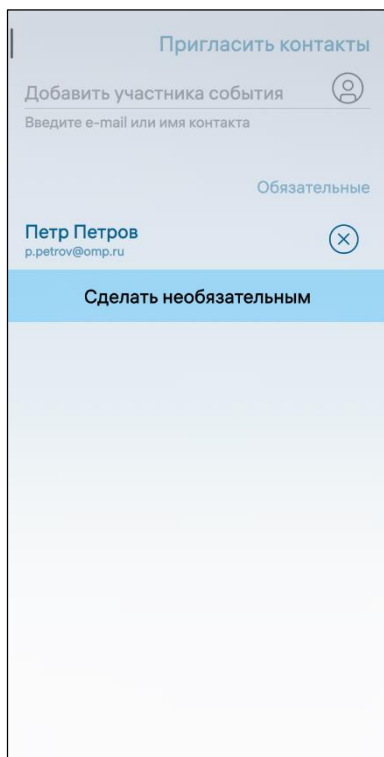 Пригласить контакты
Добавить участника события
Введите e-mail или имя контакта
Обязательные
Петр Петров
p.petrov@omp.ru
Сделать необязательным